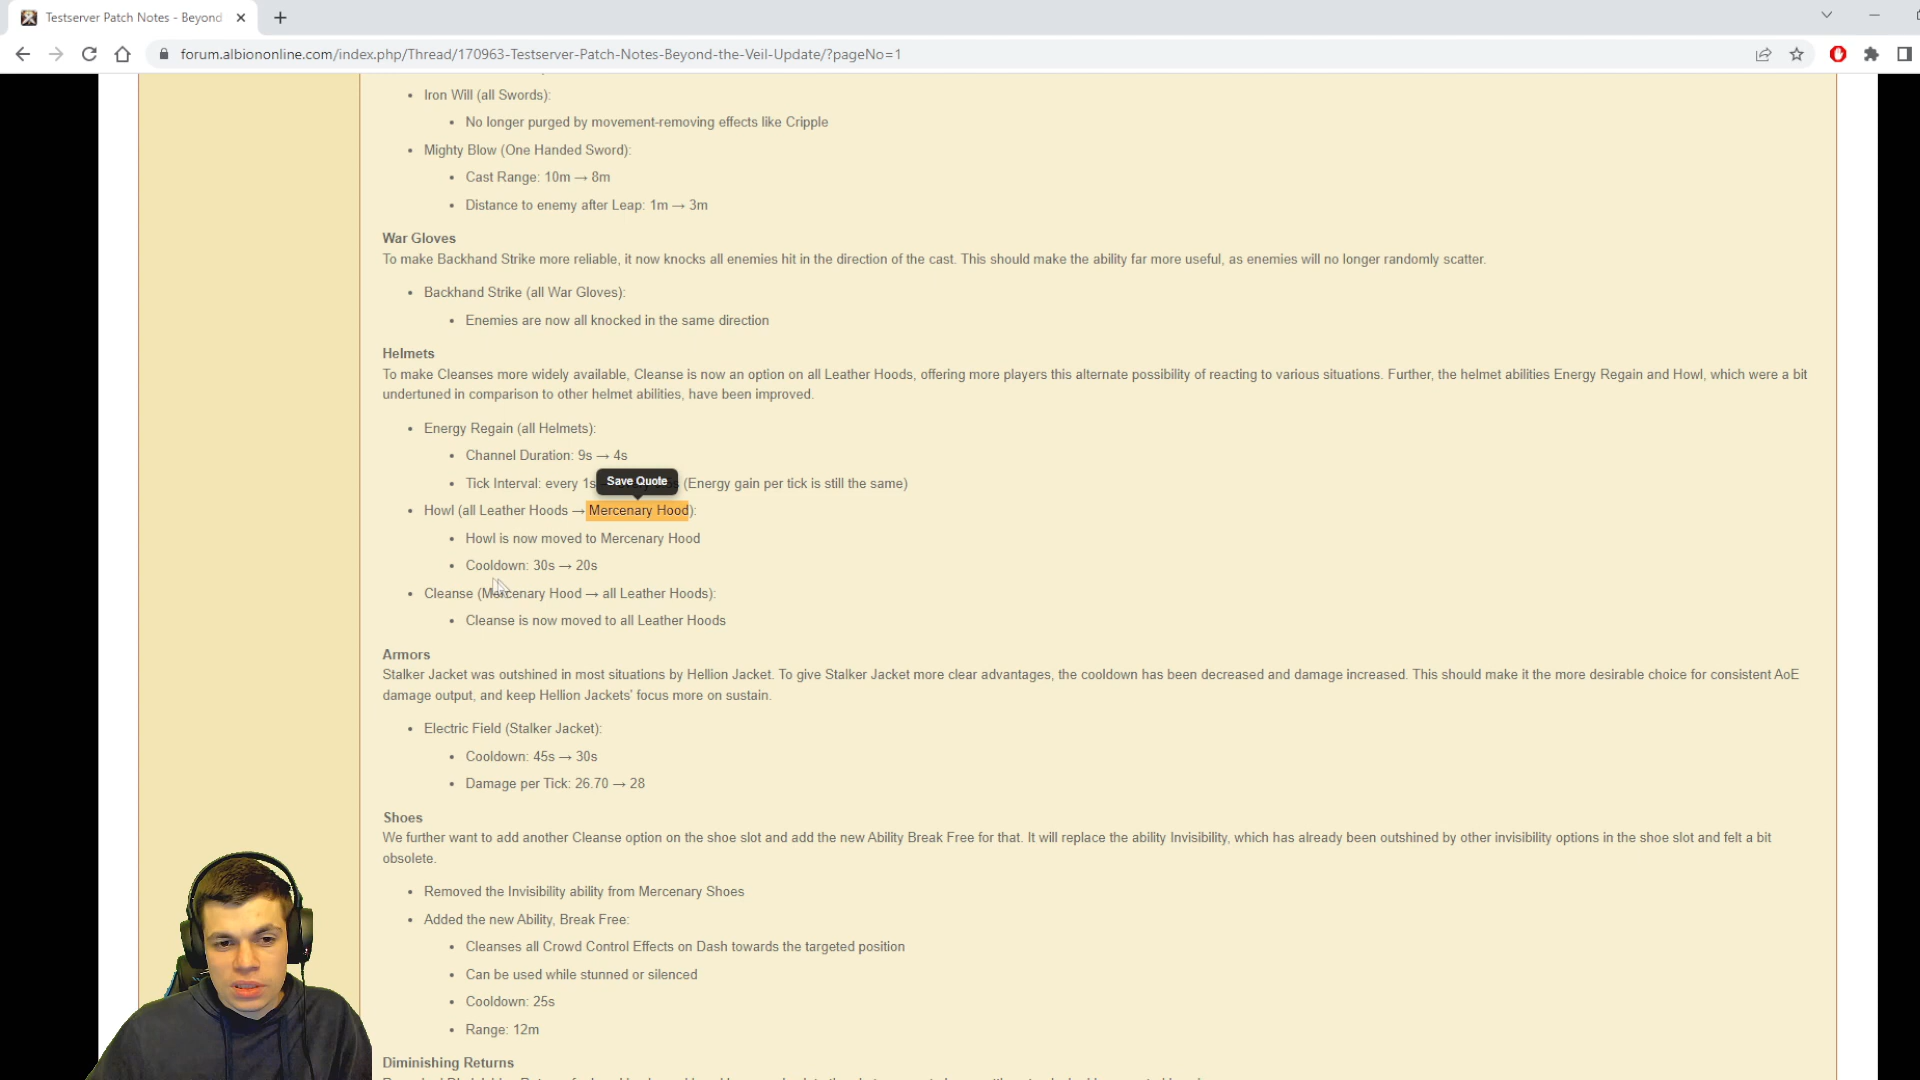 Testserver Patch Notes - Beyond
forum.albiononline.com/index.php/Thread/170963-Testserver-Patch-Notes-Beyond-the-Veil-Update/?pageNo=1
Iron Will (all Swords):
No longer purged by movement-removing effects like Cripple
Mighty Blow (One Handed Sword):
Cast Range: 10m → 8m
Distance to enemy after Leap: 1m → 3m
War Gloves
To make Backhand Strike more reliable, it now knocks all enemies hit in the direction of the cast. This should make the ability far more useful, as enemies will no longer randomly scatter.
Backhand Strike (all War Gloves):
Enemies are now all knocked in the same direction
Helmets
To make Cleanses more widely available, Cleanse is now an option on all Leather Hoods, offering more players this alternate possibility of reacting to various situations. Further, the helmet abilities Energy Regain and Howl, which were a bit
undertuned in comparison to other helmet abilities, have been improved.
Energy Regain (all Helmets):
Channel Duration: 9s → 4s
Save Quote
Tick Interval: every 1s (Energy gain per tick is still the same)
Howl (all Leather Hoods → Mercenary Hood):
Howl is now moved to Mercenary Hood
Cooldown: 30s → 20s
Cleanse (Mercenary Hood → all Leather Hoods):
Cleanse is now moved to all Leather Hoods
Armors
Stalker Jacket was outshined in most situations by Hellion Jacket. To give Stalker Jacket more clear advantages, the cooldown has been decreased and damage increased. This should make it the more desirable choice for consistent AoE
damage output, and keep Hellion Jackets' focus more on sustain.
Electric Field (Stalker Jacket):
Cooldown: 45s → 30s
Damage per Tick: 26.70 → 28
Shoes
We further want to add another Cleanse option on the shoe slot and add the new Ability Break Free for that. It will replace the ability Invisibility, which has already been outshined by other invisibility options in the shoe slot and felt a bit
obsolete.
Removed the Invisibility ability from Mercenary Shoes
Added the new Ability, Break Free:
Cleanses all Crowd Control Effects on Dash towards the targeted position
Can be used while stunned or silenced
Cooldown: 25s
Range: 12m
Diminishing Returns